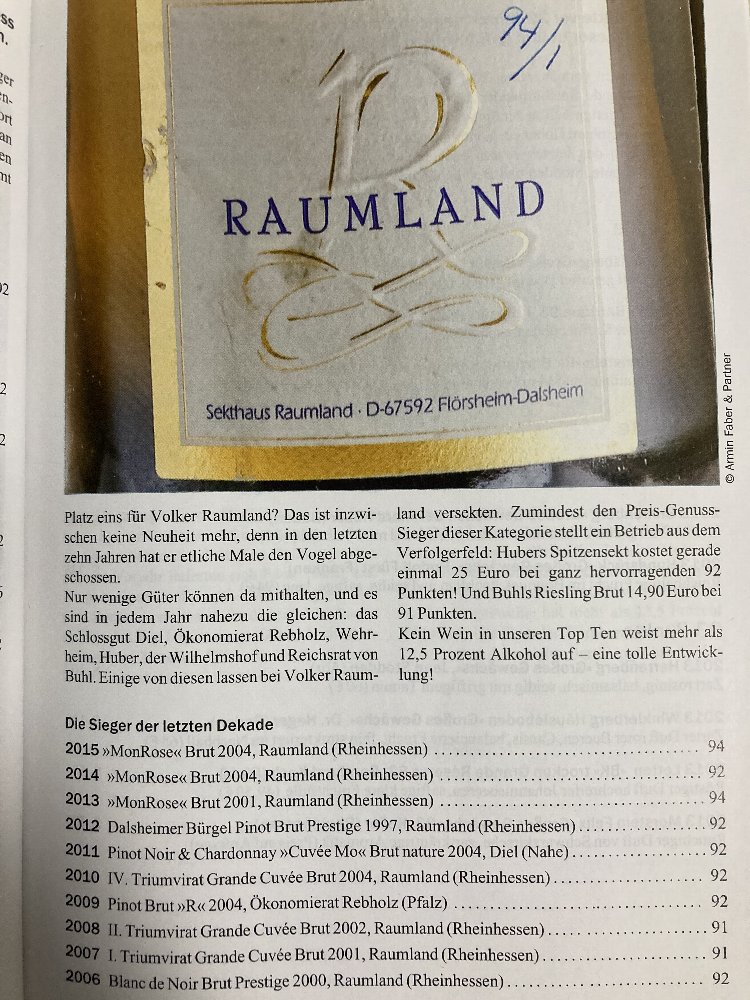 94/1
RAUMLAND
Sekthaus Raumland · D-67592 Flörsheim-Dalsheim
© Armin Faber & Partner
Platz eins für Volker Raumland? Das ist inzwi-
schen keine Neuheit mehr, denn in den letzten
zehn Jahren hat er etliche Male den Vogel abge-
schossen.
Nur wenige Güter können da mithalten, und es
sind in jedem Jahr nahezu die gleichen: das
Schlossgut Diel, Ökonomierat Rebholz, Wehr-
heim, Huber, der Wilhelmshof und Reichsrat von
Buhl. Einige von diesen lassen bei Volker Raum-
land versekten. Zumindest den Preis-Genuss-
Sieger dieser Kategorie stellt ein Betrieb aus dem
Verfolgerfeld: Hubers Spitzensekt kostet gerade
einmal 25 Euro bei ganz hervorragenden 92
Punkten! Und Buhls Riesling Brut 14,90 Euro bei
91 Punkten.
Kein Wein in unseren Top Ten weist mehr als
12,5 Prozent Alkohol auf – eine tolle Entwick-
lung!
Die Sieger der letzten Dekade
2015 »MonRose« Brut 2004, Raumland (Rheinhessen) 94
2014 »MonRose« Brut 2004, Raumland (Rheinhessen) 92
2013 »MonRose« Brut 2001, Raumland (Rheinhessen) 94
2012 Dalsheimer Bürgel Pinot Brut Prestige 1997, Raumland (Rheinhessen) 92
2011 Pinot Noir & Chardonnay »Cuvée Mo« Brut nature 2004, Diel (Nahe) 92
2010 IV. Triumvirat Grande Cuvée Brut 2004, Raumland (Rheinhessen) 92
2009 Pinot Brut »R« 2004, Ökonomierat Rebholz (Pfalz) 92
2008 II. Triumvirat Grande Cuvée Brut 2002, Raumland (Rheinhessen) 91
2007 I. Triumvirat Grande Cuvée Brut 2001, Raumland (Rheinhessen) 91
2006 Blanc de Noir Brut Prestige 2000, Raumland (Rheinhessen) 92